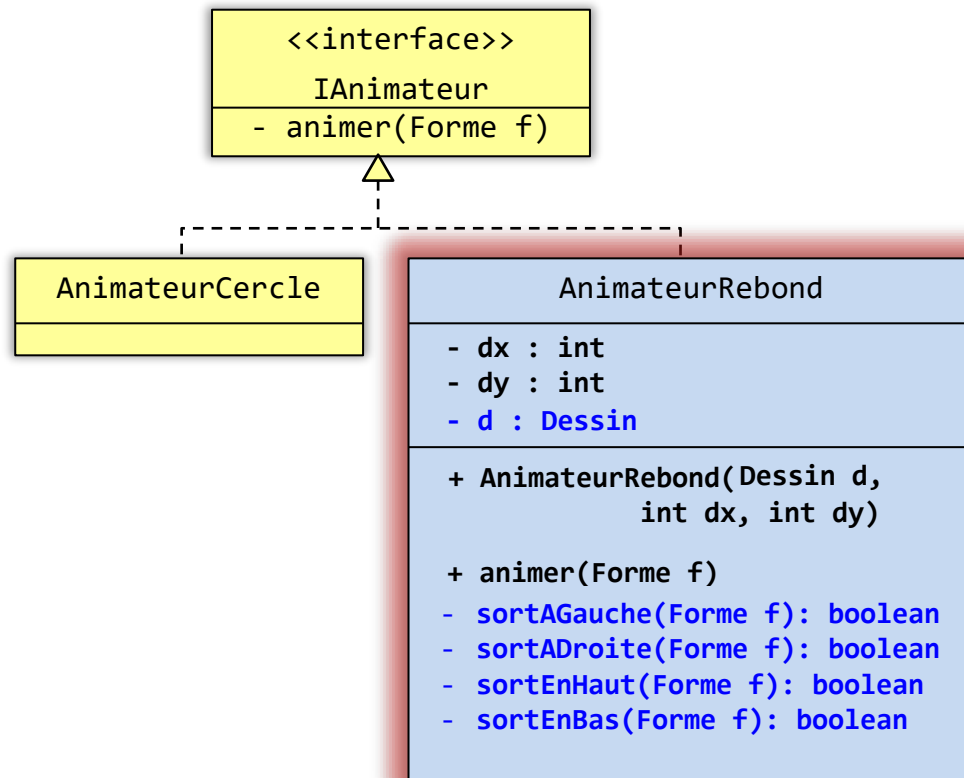 <<interface>>
IAnimateur
- animer(Forme f)
AnimateurCercle
AnimateurRebond
- dx : int
- dy : int
- d : Dessin
+ AnimateurRebond(Dessin d,
int dx, int dy)
+ animer(Forme f)
- sortAGauche(Forme f): boolean
- sortADroite(Forme f): boolean
- sortEnHaut(Forme f): boolean
- sortEnBas(Forme f): boolean